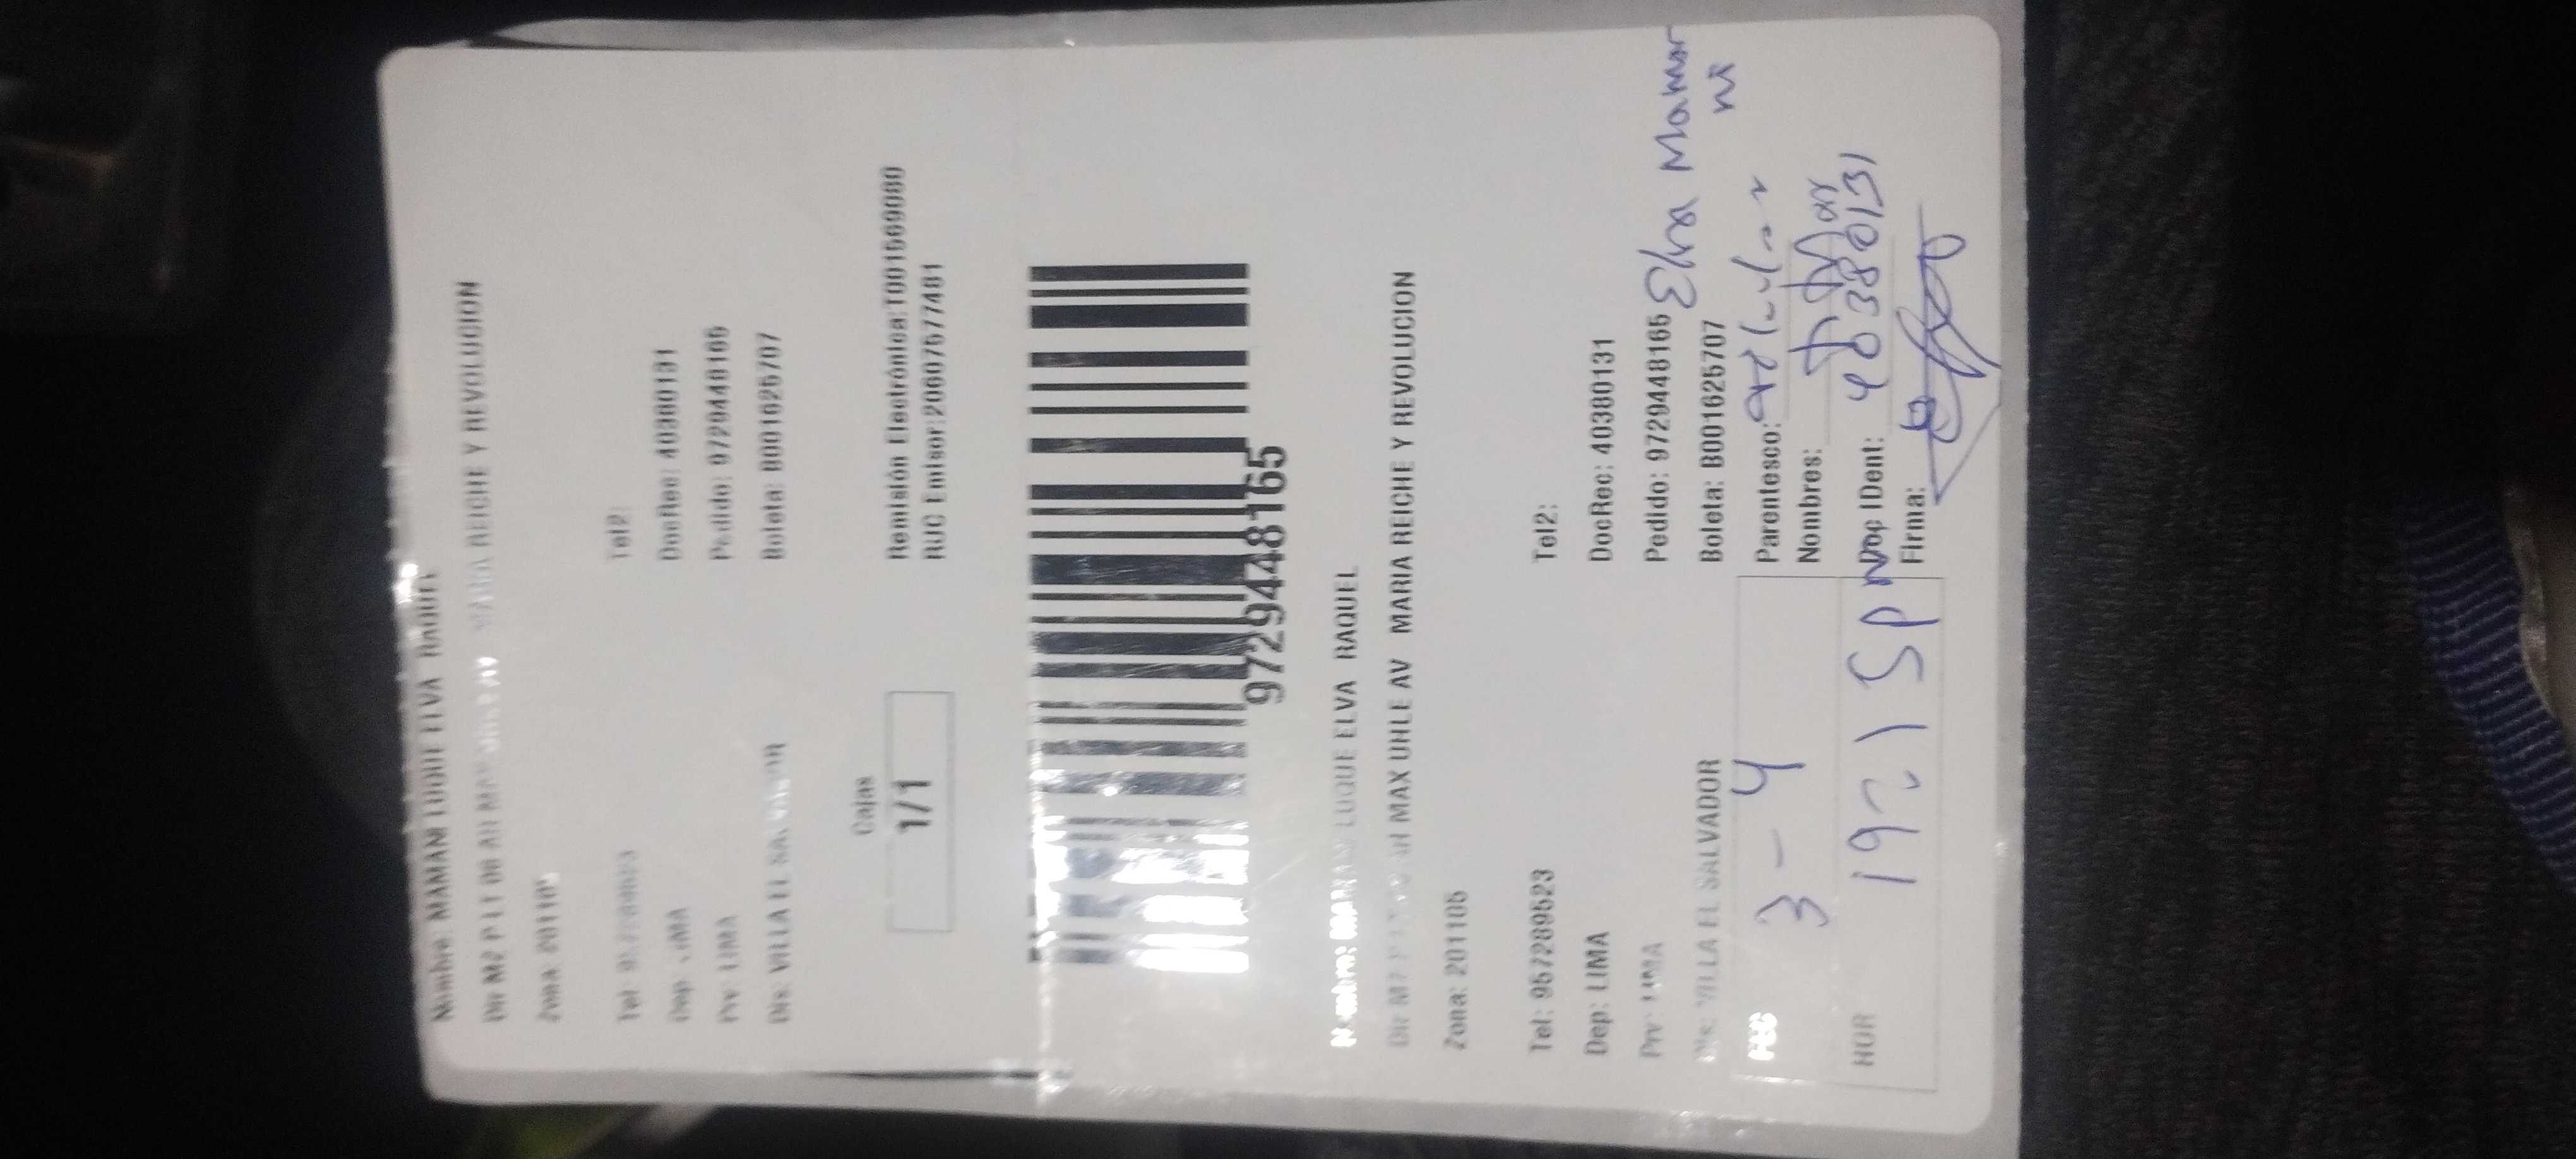 Nombre: MAMANI LUQUE ELVA RAQUEL
MARIA REICHE Y REVOLUCION
Zona: 201105
Tel2:
Dep: LIMA
DocRec: 40380131
Prv: LIMA
Pedido: 9729448165
Dis: VILLA EL SALVADOR
Boleta: B001625707
Cajas
1/1
Remisión Electrónica:T001569080
RUC Emisor:20607577481
9729448165
LUQUE ELVA RAQUEL
MAX UHLE AV MARIA REICHE Y REVOLUCION
Zona: 201105
Tel: 957289523
Tel2:
Dep: LIMA
DocRec: 40380131
Prv: LIMA
Pedido: 9729448165
Elva Mamani
Dis: VILLA EL SALVADOR
Boleta: B001625707
FEC 3-4
Parentesco:
Nombres:
HOR
Doc IDent: 40380131
Firma: